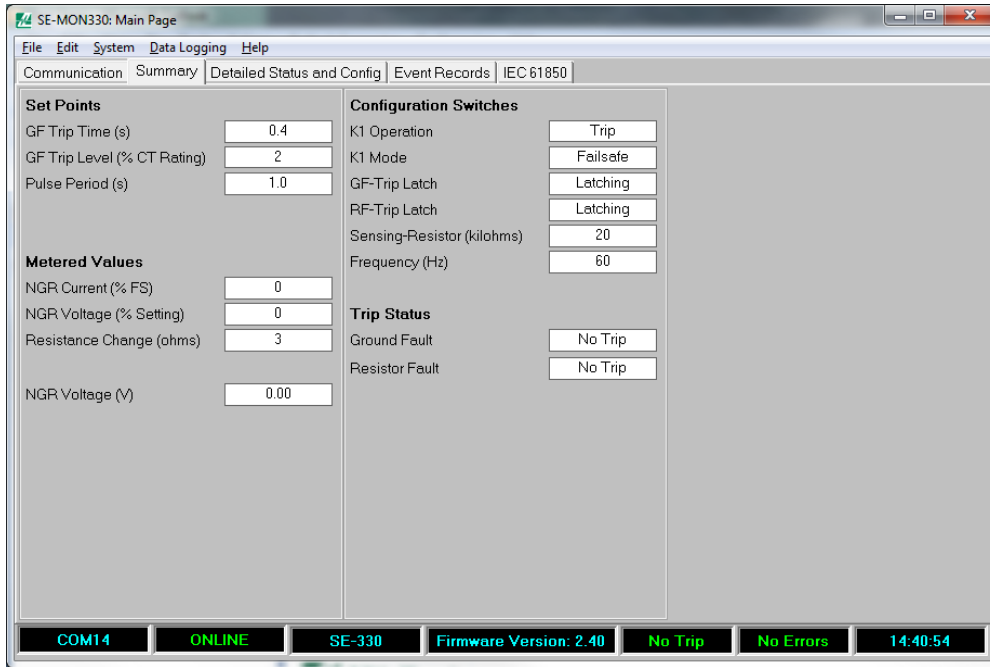 SE-MON330: Main Page
File Edit System Data Logging Help
Communication Summary Detailed Status and Config Event Records IEC 61850
Set Points
GF Trip Time (s) 0.4
GF Trip Level (% CT Rating) 2
Pulse Period (s) 1.0
Metered Values
NGR Current (% FS) 0
NGR Voltage (% Setting) 0
Resistance Change (ohms) 3
NGR Voltage (V) 0.00
Configuration Switches
K1 Operation Trip
K1 Mode Failsafe
GF-Trip Latch Latching
RF-Trip Latch Latching
Sensing-Resistor (kilohms) 20
Frequency (Hz) 60
Trip Status
Ground Fault No Trip
Resistor Fault No Trip
COM14 ONLINE SE-330 Firmware Version: 2.40 No Trip No Errors 14:40:54